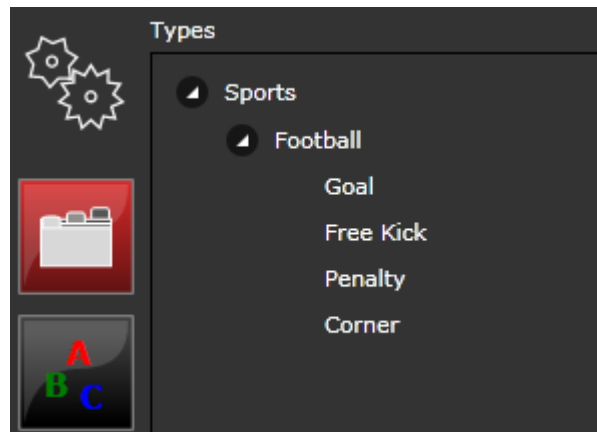 Types
Sports
Football
Goal
Free Kick
Penalty
Corner
A
B
C